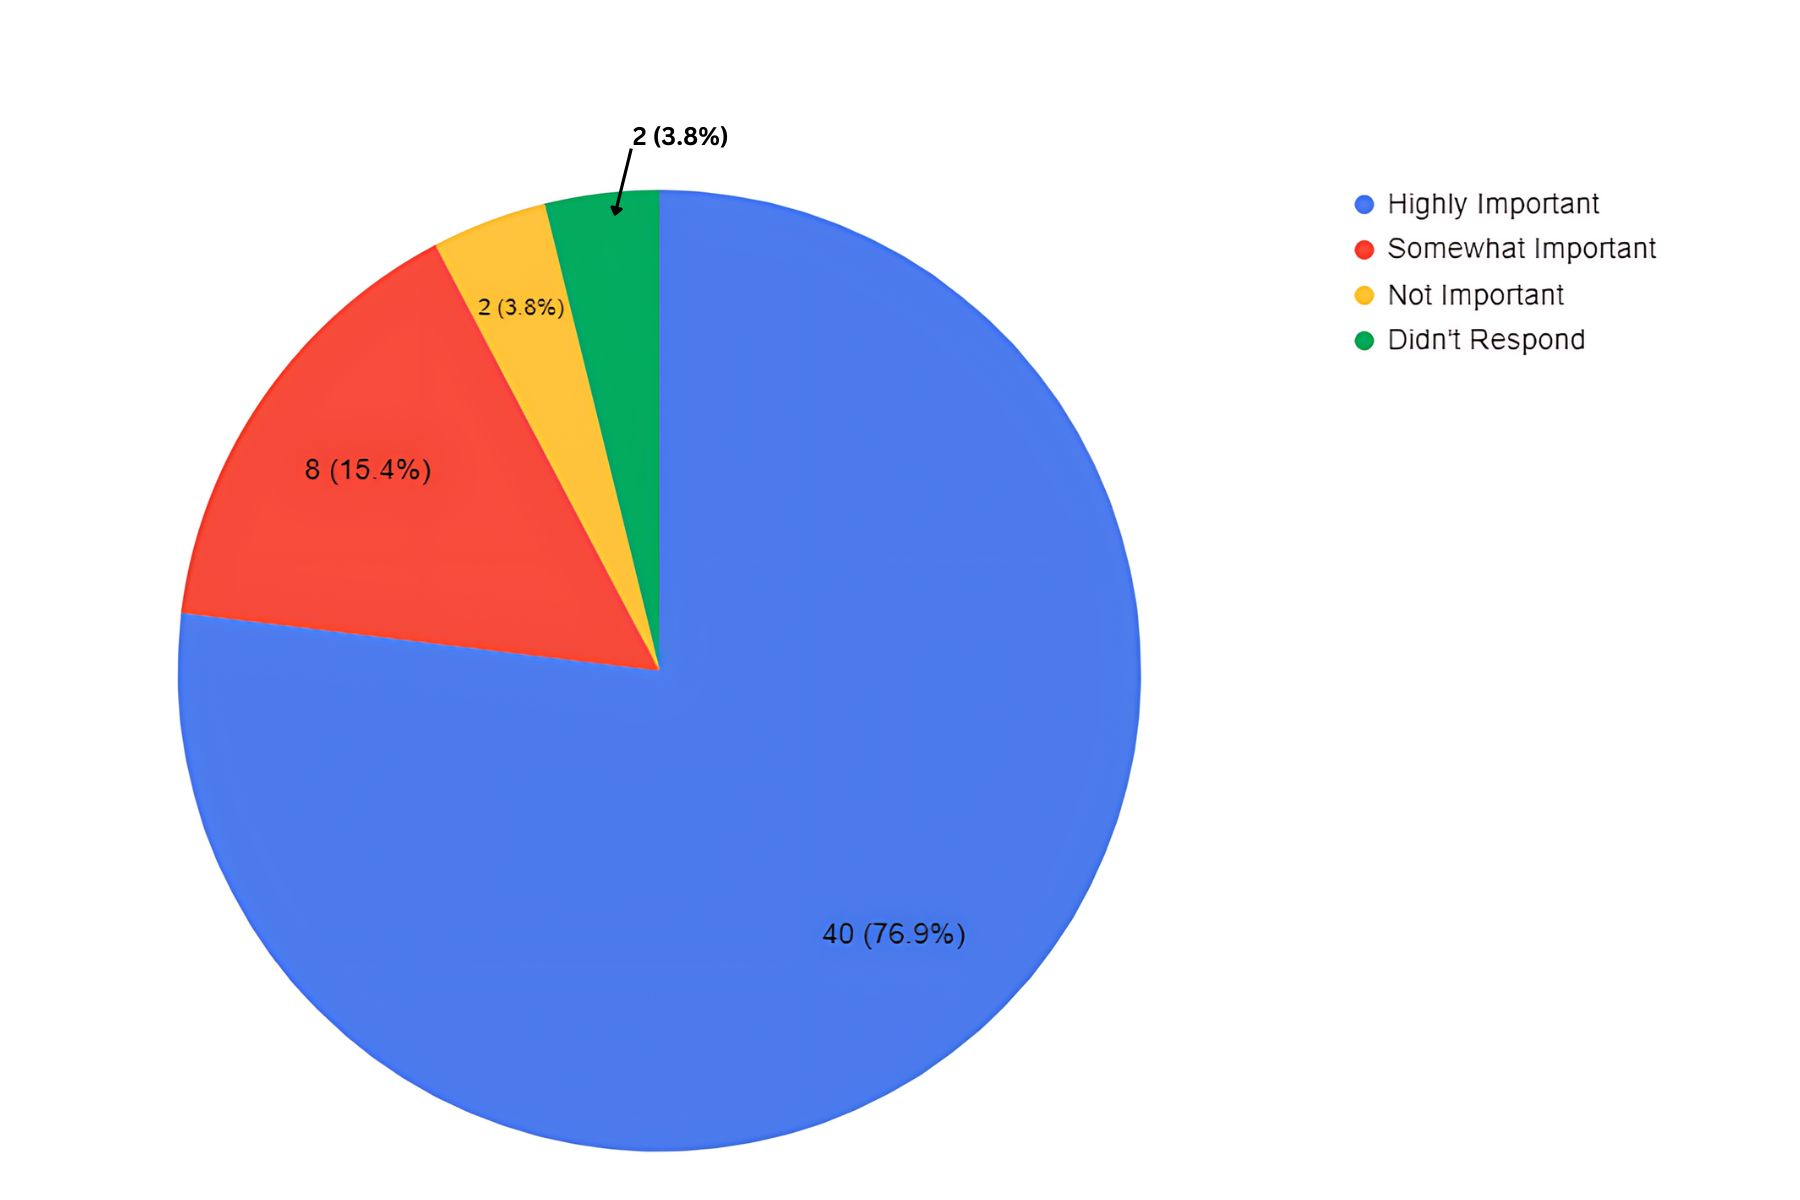 2 (3.8%)
Highly Important
Somewhat Important
Not Important
Didn't Respond
2 (3.8%)
8 (15.4%)
40 (76.9%)